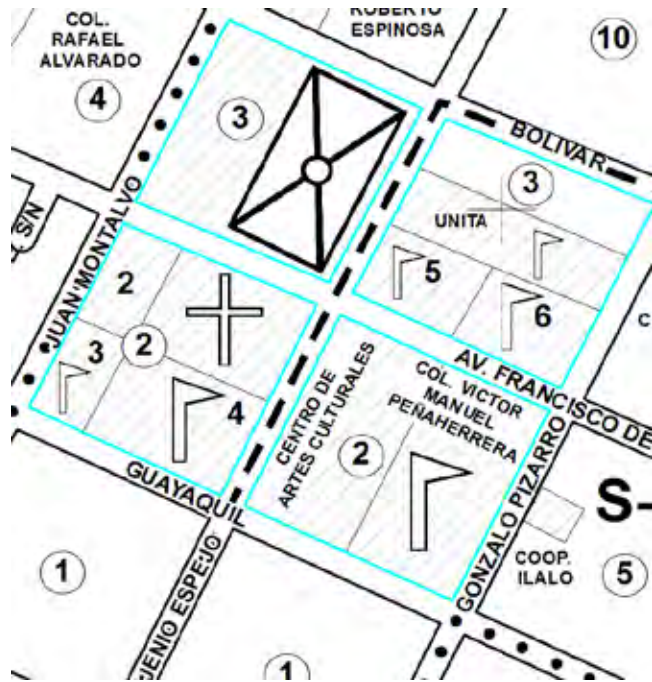 COL.
RAFAEL
ALVARADO
4
ROBERTO
ESPINOSA
10
3
BOLIVAR
3
UNITA
5
6
S/N
JUAN MONTALVO
2
2
3
4
CENTRO DE
ARTES CULTURALES
COL. VICTOR
MANUEL
PEÑAHERRERA
2
AV. FRANCISCO DE
C
GUAYAQUIL
GONZALO PIZARRO
S-
COOP.
ILALO
5
1
JENIO ESPEJO
1